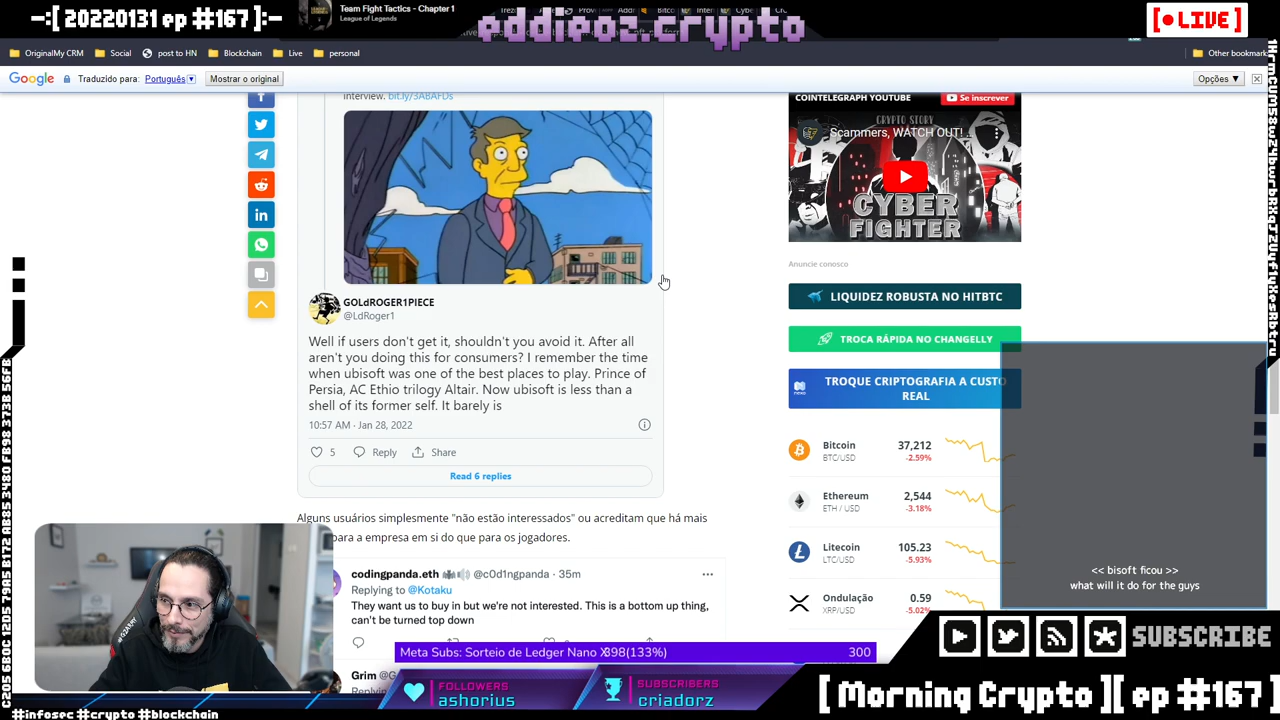 -:[ 20220131 ep #167]:-
Team Fight Tactics - Chapter 1
League of Legends
eddieoz.crypto
[● LIVE]
OriginalMy CRM
Social
post to HN
Blockchain
Live
personal
Other bookmark
Google
Traduzido para: Português
Mostrar o original
Opções ▼
interview. bit.ly/3ABAFDs
COINTELEGRAPH YOUTUBE
Se inscrever
CRYPTO STORY
Scammers, WATCH OUT! ...
CYBER
FIGHTER
Anuncie conosco
LIQUIDEZ ROBUSTA NO HITBTC
TROCA RÁPIDA NO CHANGELLY
TROQUE CRIPTOGRAFIA A CUSTO
REAL
GOLdROGER1PIECE
@LdRoger1
Well if users don't get it, shouldn't you avoid it. After all
aren't you doing this for consumers? I remember the time
when ubisoft was one of the best places to play. Prince of
Persia, AC Ethio trilogy Altair. Now ubisoft is less than a
shell of its former self. It barely is
10:57 AM · Jan 28, 2022
5
Reply
Share
Read 6 replies
Bitcoin
BTC/USD
37,212
-2.59%
Ethereum
ETH / USD
2,544
-3.18%
Litecoin
LTC/USD
105.23
-5.93%
Ondulação
XRP/USD
0.59
-5.02%
Alguns usuários simplesmente "não estão interessados" ou acreditam que há mais
para a empresa em si do que para os jogadores.
codingpanda.eth
@c0d1ngpanda · 35m
Replying to @Kotaku
They want us to buy in but we're not interested. This is a bottom up thing,
can't be turned top down
Grim
Replying
<< bisoft ficou >>
what will it do for the guys
Meta Subs: Sorteio de Ledger Nano X
398(133%)
300
FOLLOWERS
ashorius
SUBSCRIBERS
criadorz
SUBSCRIBE
[ Morning Crypto ][ ep #167 ]
#infosec #crypto #blockchain